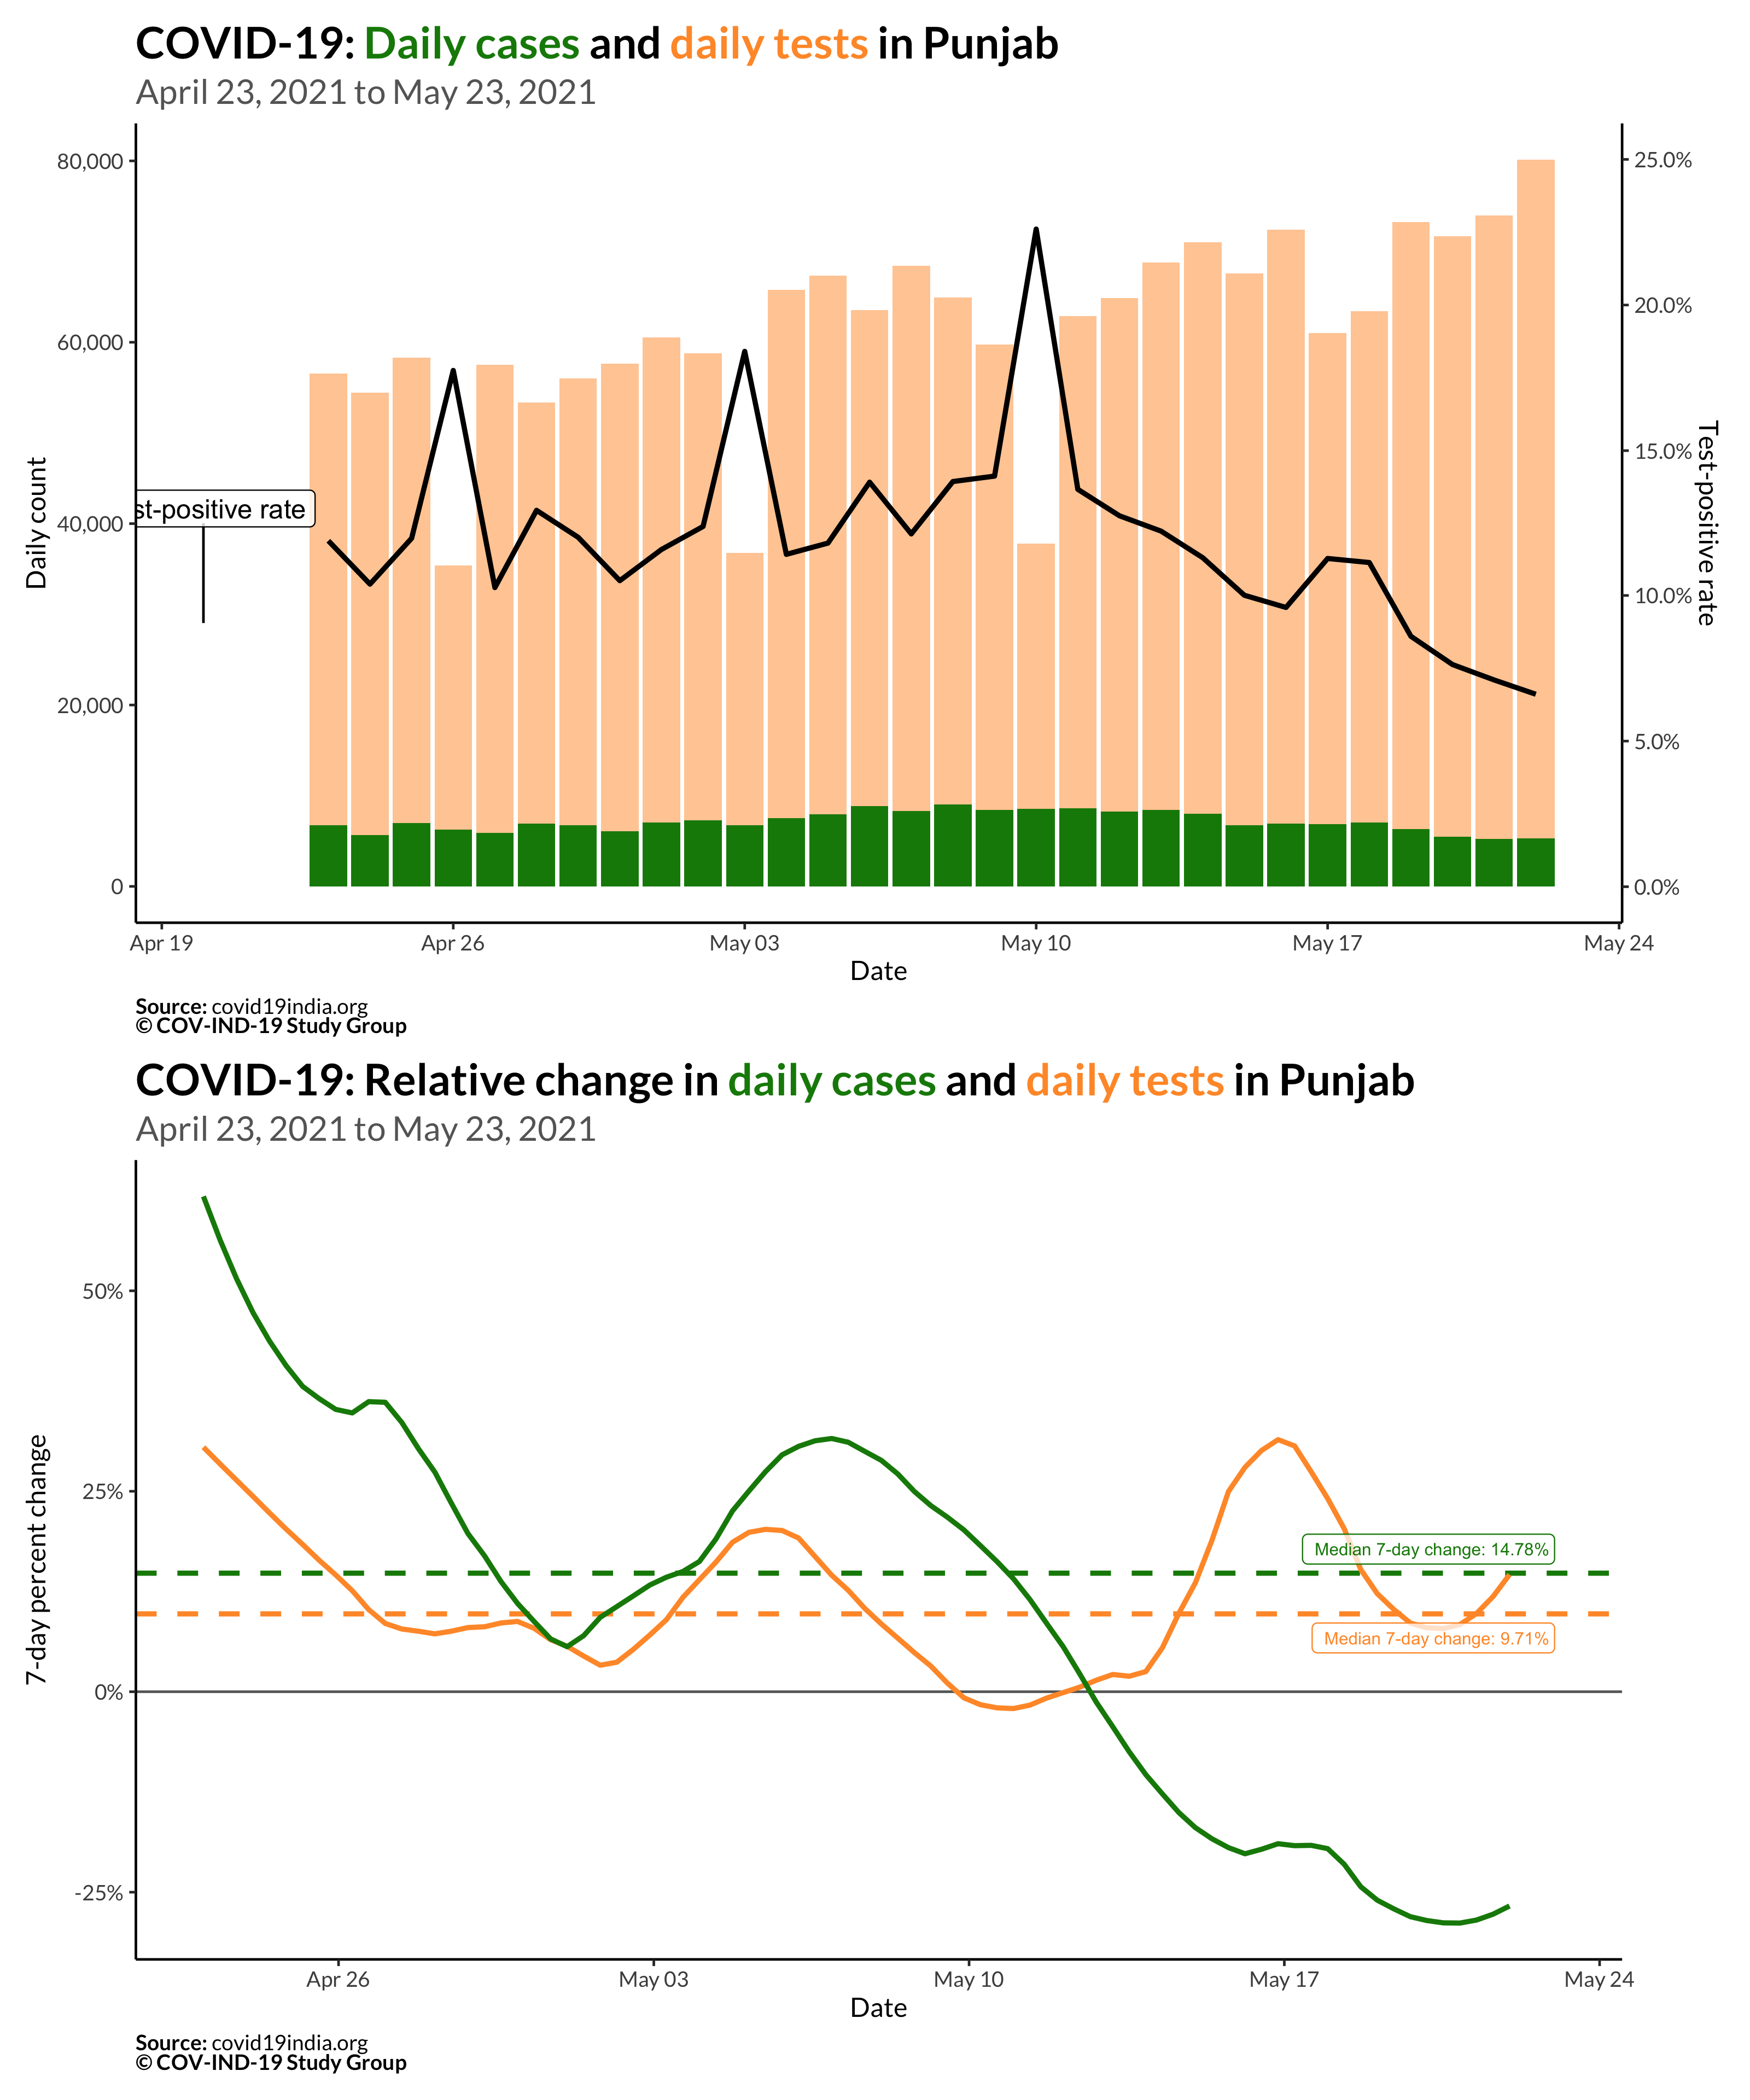 COVID-19: Daily cases and daily tests in Punjab
April 23, 2021 to May 23, 2021
80,000
60,000
40,000
20,000
0
Daily count
st-positive rate
25.0%
20.0%
15.0%
10.0%
5.0%
0.0%
Test-positive rate
Apr 19
Apr 26
May 03
May 10
May 17
May 24
Date
Source: covid19india.org
© COV-IND-19 Study Group
COVID-19: Relative change in daily cases and daily tests in Punjab
April 23, 2021 to May 23, 2021
50%
25%
0%
-25%
7-day percent change
Median 7-day change: 14.78%
Median 7-day change: 9.71%
Apr 26
May 03
May 10
May 17
May 24
Date
Source: covid19india.org
© COV-IND-19 Study Group